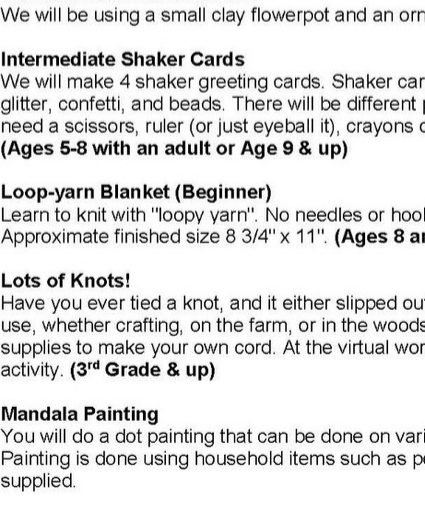 We will be using a small clay flowerpot and an
Intermediate Shaker Cards
We will make 4 shaker greeting cards. Shaker
glitter, confetti, and beads. There will be different
need a scissors, ruler (or just eyeball it), crayons
(Ages 5-8 with an adult or Age 9 & up)
Loop-yarn Blanket (Beginner)
Learn to knit with "loopy yarn". No needles or
Approximate finished size 8 3/4" x 11". (Ages 8
Lots of Knots!
Have you ever tied a knot, and it either slipped
use, whether crafting, on the farm, or in the woods
supplies to make your own cord. At the virtual
activity. (3rd Grade & up)
Mandala Painting
You will do a dot painting that can be done on
Painting is done using household items such as
supplied.